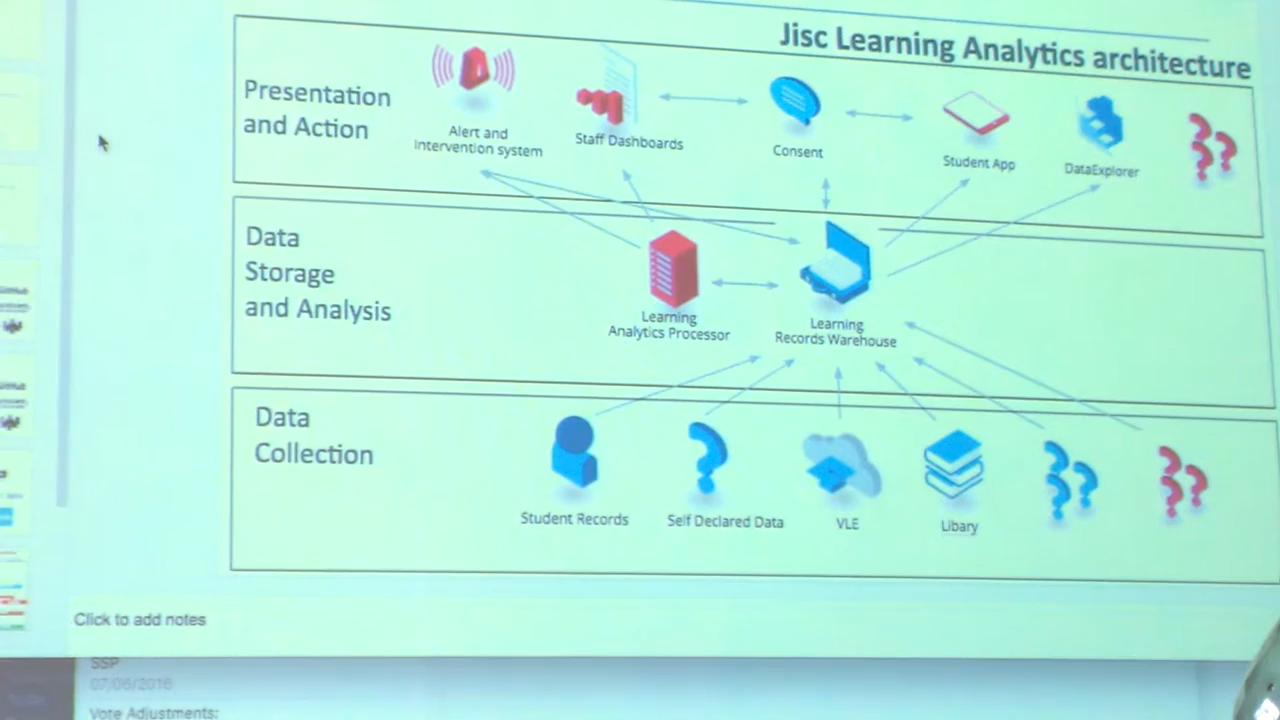 Jisc Learning Analytics architecture
Presentation
and Action
Alert and
Intervention system
Staff Dashboards
Consent
Student App
DataExplorer
Data
Storage
and Analysis
Learning
Analytics Processor
Learning
Records Warehouse
Data
Collection
Student Records
Self Declared Data
VLE
Libary
Click to add notes
SSP
07/06/2016
Vote Adjustments: